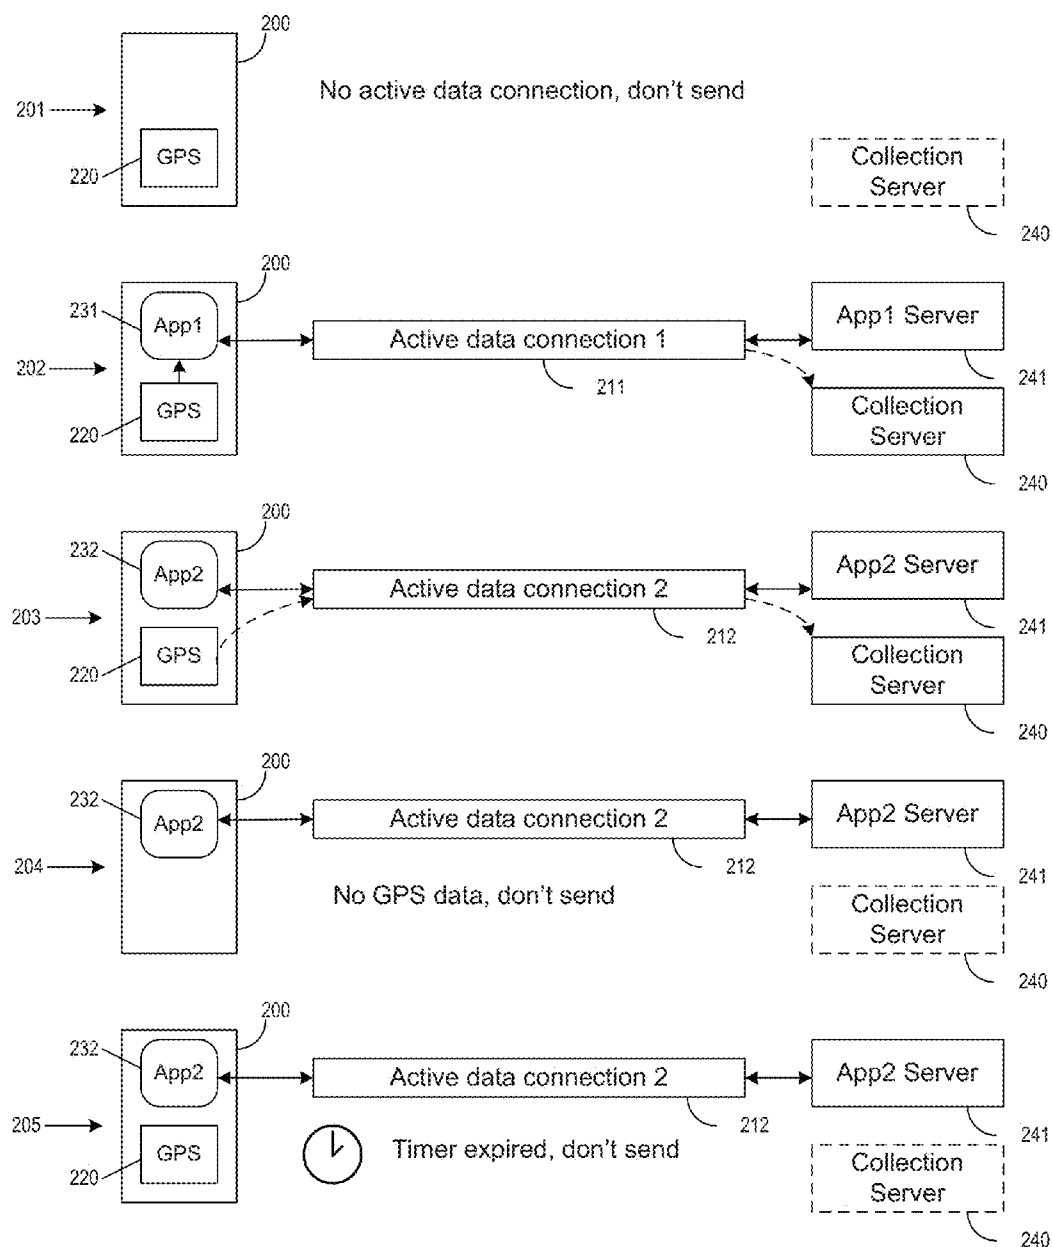 200
No active data connection, don't send
201
GPS
220
Collection
Server
240
200
231
App1
Active data connection 1
App1 Server
202
211
241
GPS
220
Collection
Server
240
200
232
App2
Active data connection 2
App2 Server
203
212
241
GPS
220
Collection
Server
240
200
232
App2
Active data connection 2
App2 Server
204
212
241
No GPS data, don't send
Collection
Server
240
200
232
App2
Active data connection 2
App2 Server
205
212
241
GPS
220
Timer expired, don't send
Collection
Server
240